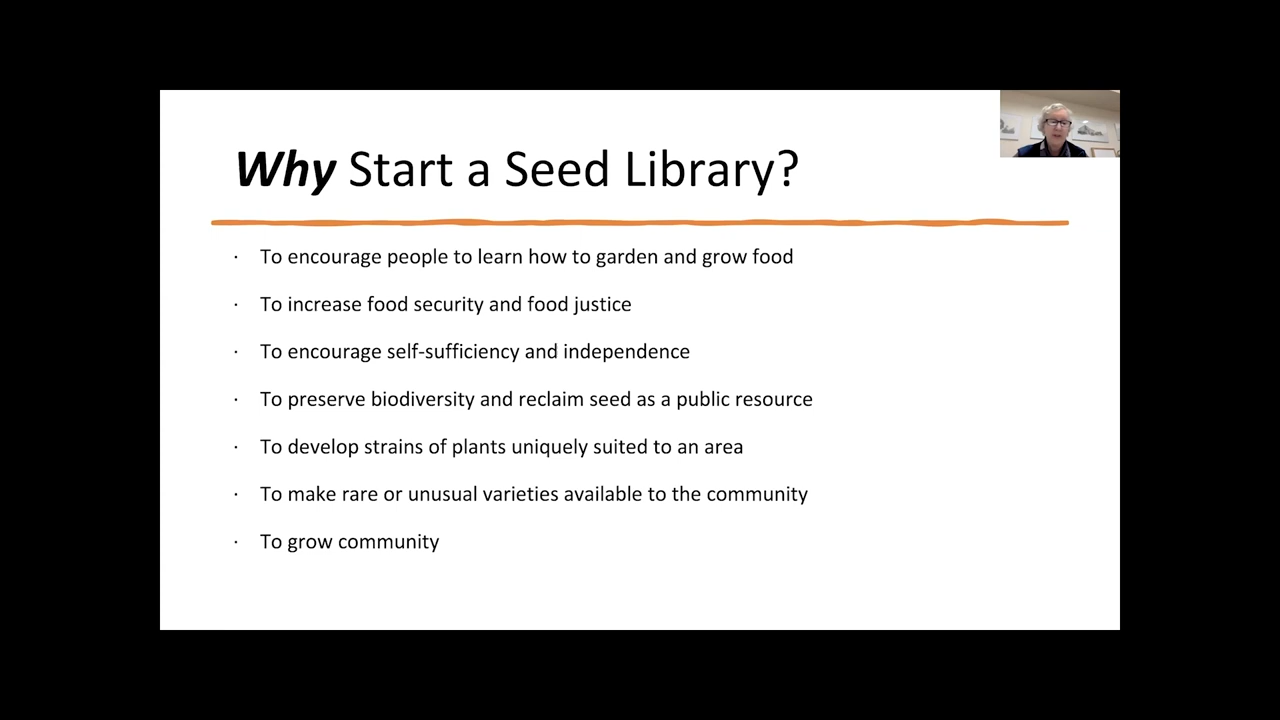 Why Start a Seed Library?
· To encourage people to learn how to garden and grow food
· To increase food security and food justice
· To encourage self-sufficiency and independence
· To preserve biodiversity and reclaim seed as a public resource
· To develop strains of plants uniquely suited to an area
· To make rare or unusual varieties available to the community
· To grow community